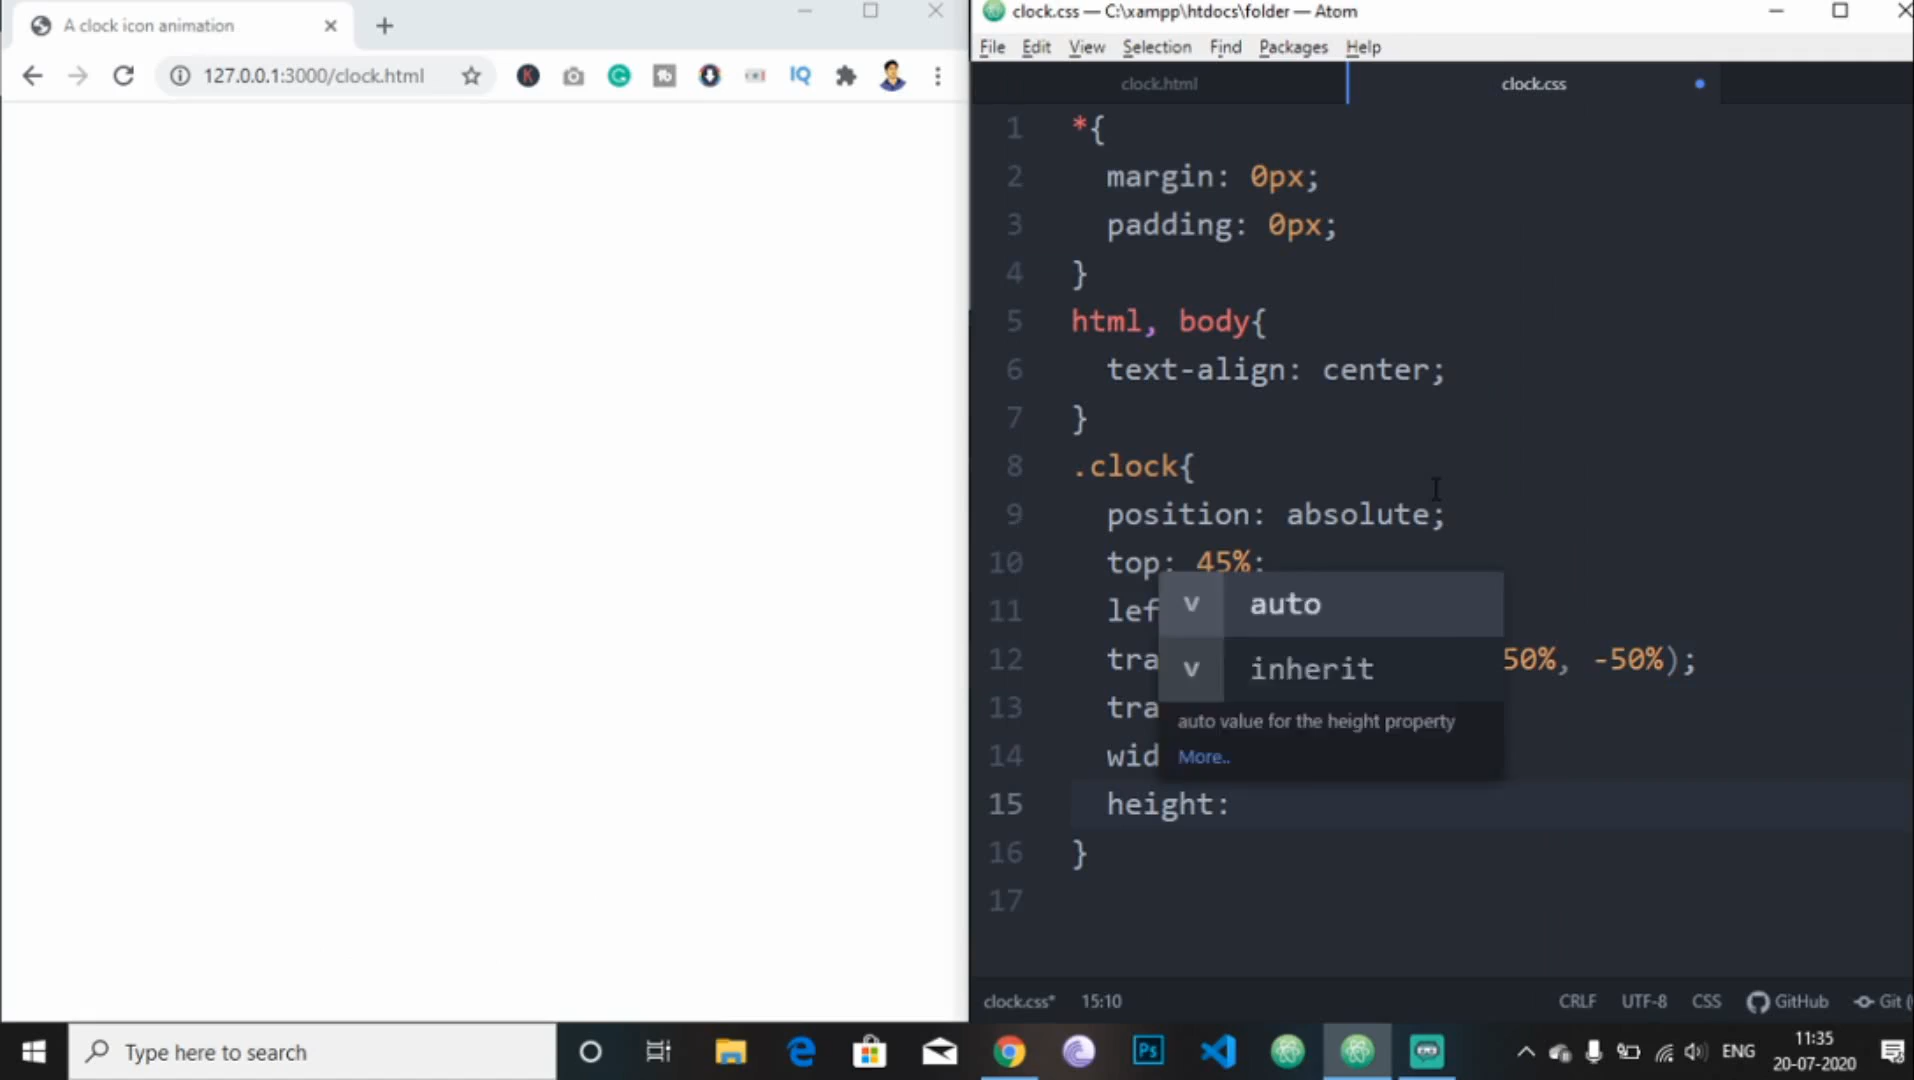 A clock icon animation
127.0.0.1:3000/clock.html
clock.css — C:\xampp\htdocs\folder — Atom
File Edit View Selection Find Packages Help
clock.html clock.css
1 *{
2 margin: 0px;
3 padding: 0px;
4 }
5 html, body{
6 text-align: center;
7 }
8 .clock{
9 position: absolute;
10 top: 45%;
11 lef
v auto
12 tra 50%, -50%);
v inherit
13 tra
auto value for the height property
14 wid
More..
15 height:
16 }
17
clock.css* 15:10 CRLF UTF-8 CSS GitHub Git (
Type here to search
Ps
ENG
11:35
20-07-2020